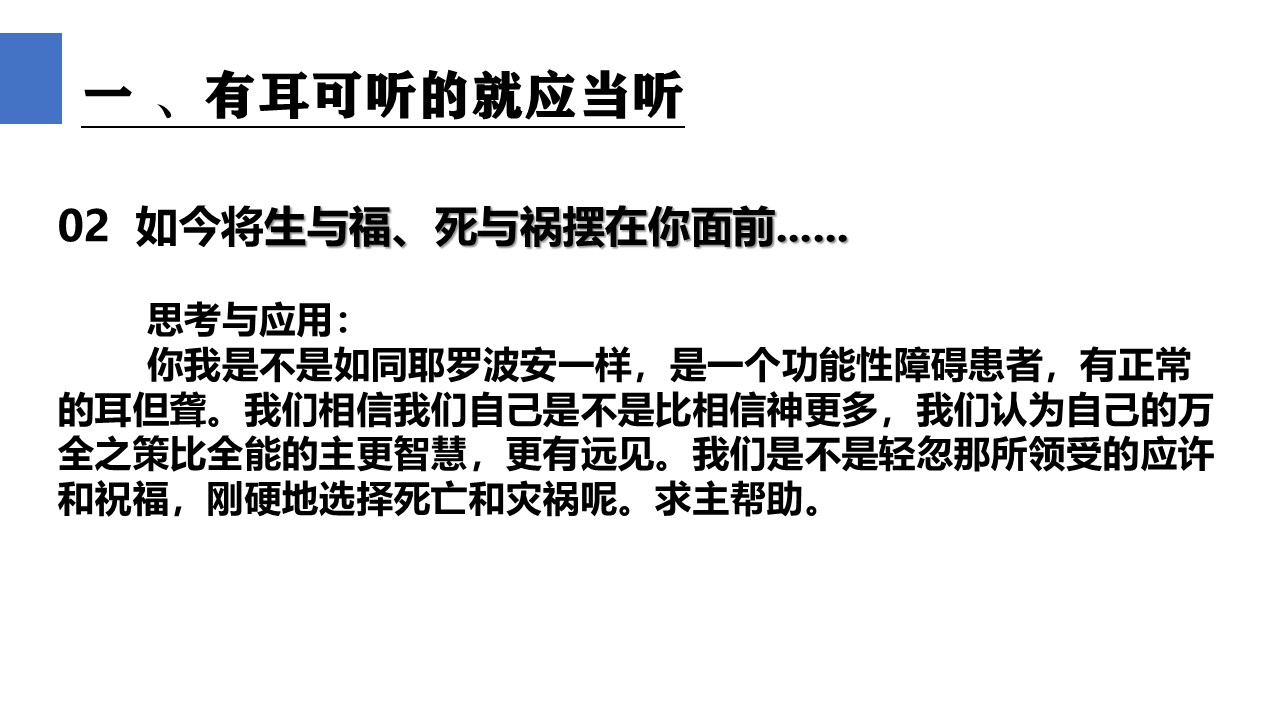 一 、有耳可听的就应当听
02 如今将生与福、死与祸摆在你面前……
思考与应用：
你我是不是如同耶罗波安一样，是一个功能性障碍患者，有正常
的耳但聋。我们相信我们自己是不是比相信神更多，我们认为自己的万
全之策比全能的主更智慧，更有远见。我们是不是轻忽那所领受的应许
和祝福，刚硬地选择死亡和灾祸呢。求主帮助。